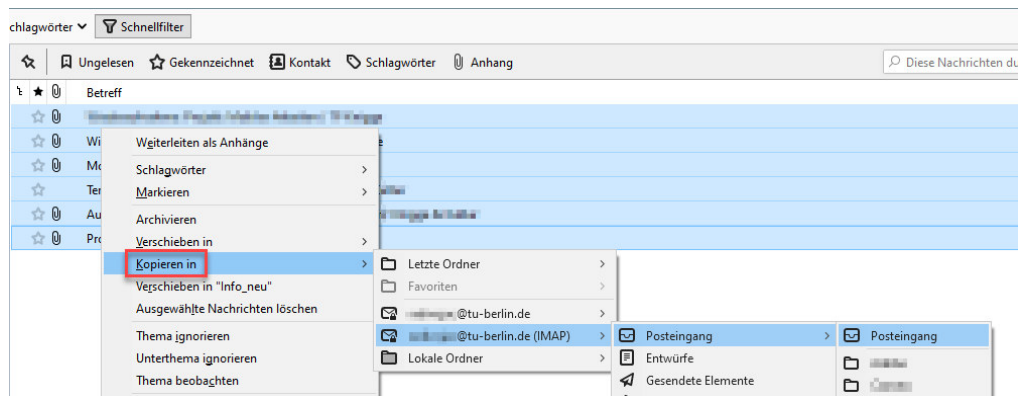 chlagwörter Schnellfilter
Ungelesen Gekennzeichnet Kontakt Schlagwörter Anhang Diese Nachrichten du
Betreff
Wi
Mo
Ter
Au
Pro
Weiterleiten als Anhänge
Schlagwörter
Markieren
Archivieren
Verschieben in
Kopieren in
Verschieben in "Info_neu"
Ausgewählte Nachrichten löschen
Thema ignorieren
Unterthema ignorieren
Thema beobachten
Letzte Ordner
Favoriten
@tu-berlin.de
@tu-berlin.de (IMAP)
Lokale Ordner
Posteingang
Entwürfe
Gesendete Elemente
Posteingang